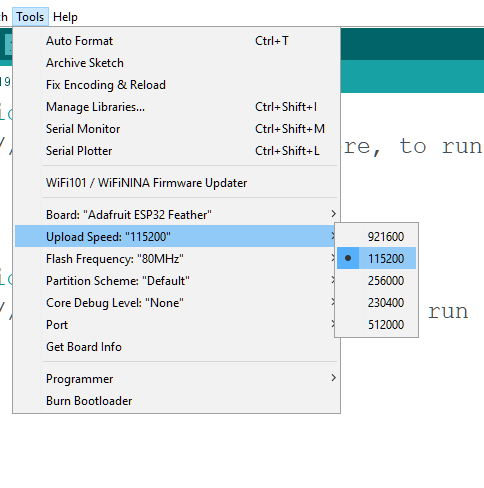 Tools Help
Auto Format Ctrl+T
Archive Sketch
Fix Encoding & Reload
Manage Libraries... Ctrl+Shift+I
Serial Monitor Ctrl+Shift+M
Serial Plotter Ctrl+Shift+L
re, to run
WiFi101 / WiFiNINA Firmware Updater
Board: "Adafruit ESP32 Feather"
Upload Speed: "115200"
921600
Flash Frequency: "80MHz"
115200
Partition Scheme: "Default"
256000
Core Debug Level: "None"
230400
Port
512000
run
Get Board Info
Programmer
Burn Bootloader